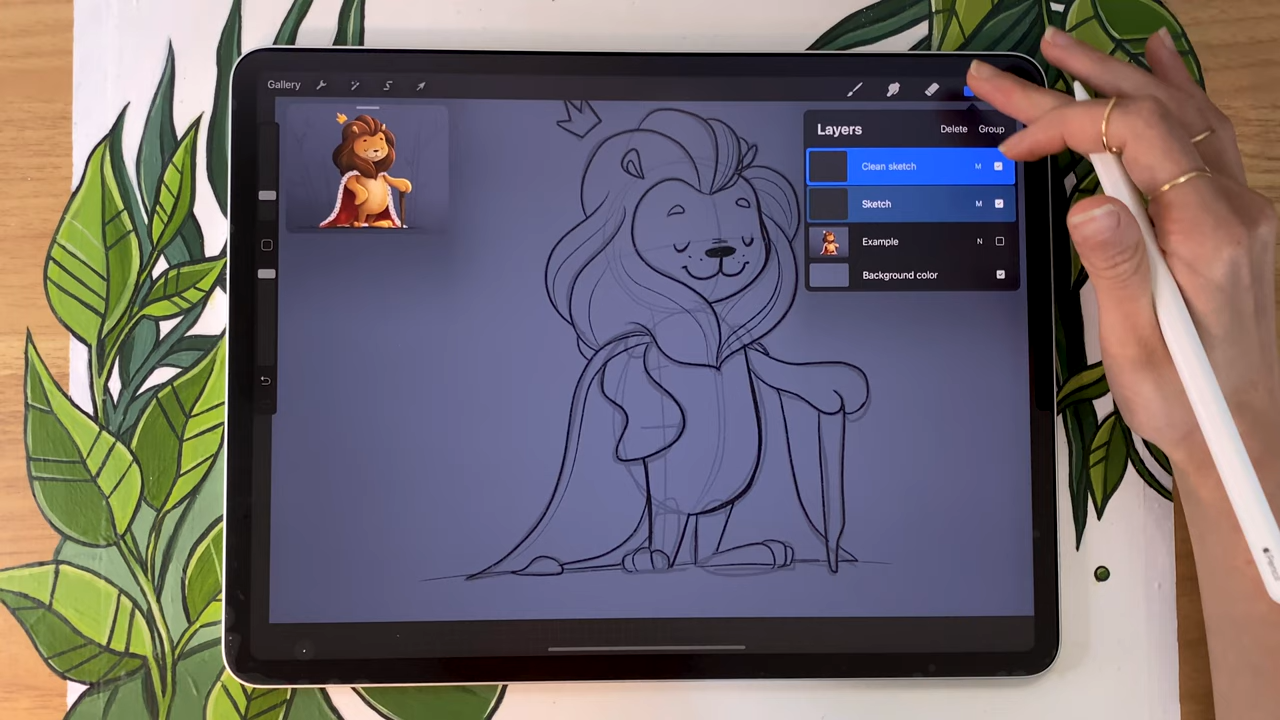 Gallery
Layers
Delete
Group
Clean sketch
M
Sketch
M
Example
N
Background color